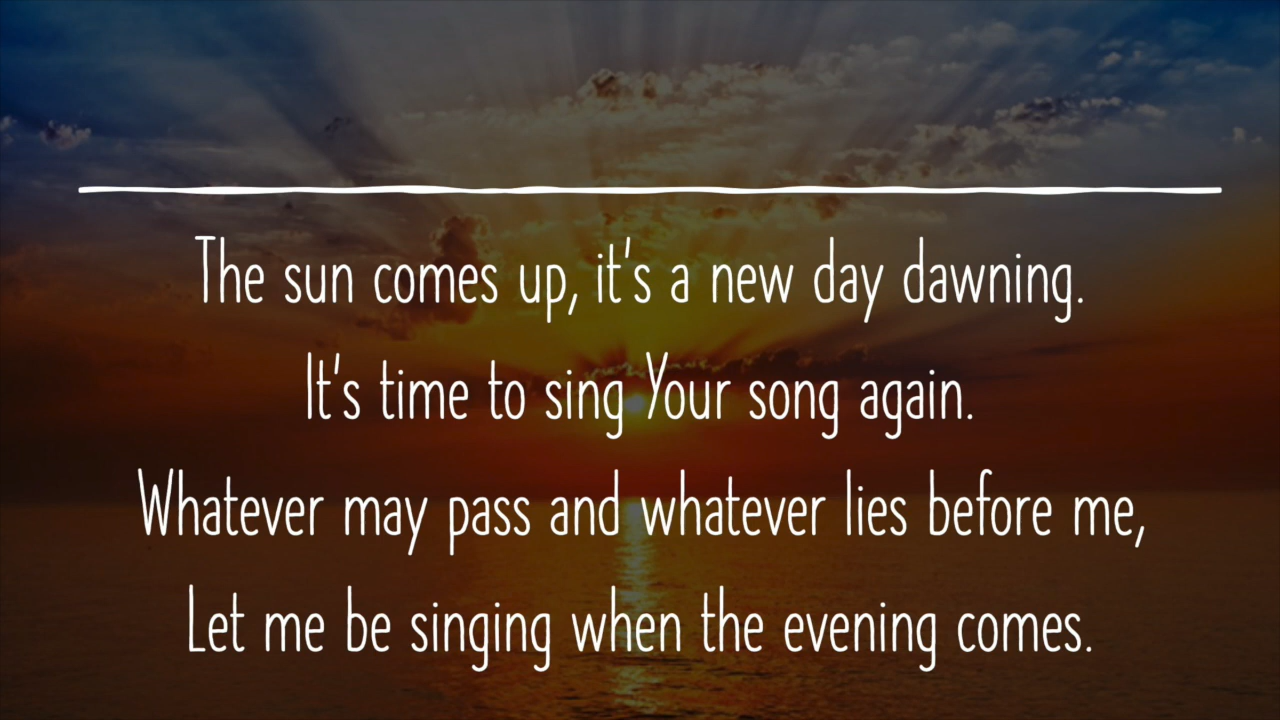 The sun comes up, it's a new day dawning.
It's time to sing Your song again.
Whatever may pass and whatever lies before me,
Let me be singing when the evening comes.